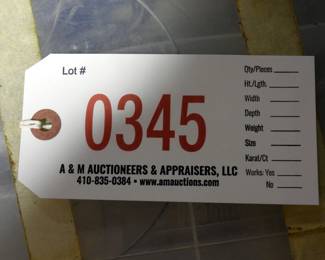 Lot #
0345
A & M AUCTIONEERS & APPRAISERS, LLC
410-835-0384 • www.amauctions.com
Qty/Pieces
Ht./Lgth.
Width
Depth
Weight
Size
Karat/Ct
Works: Yes
No